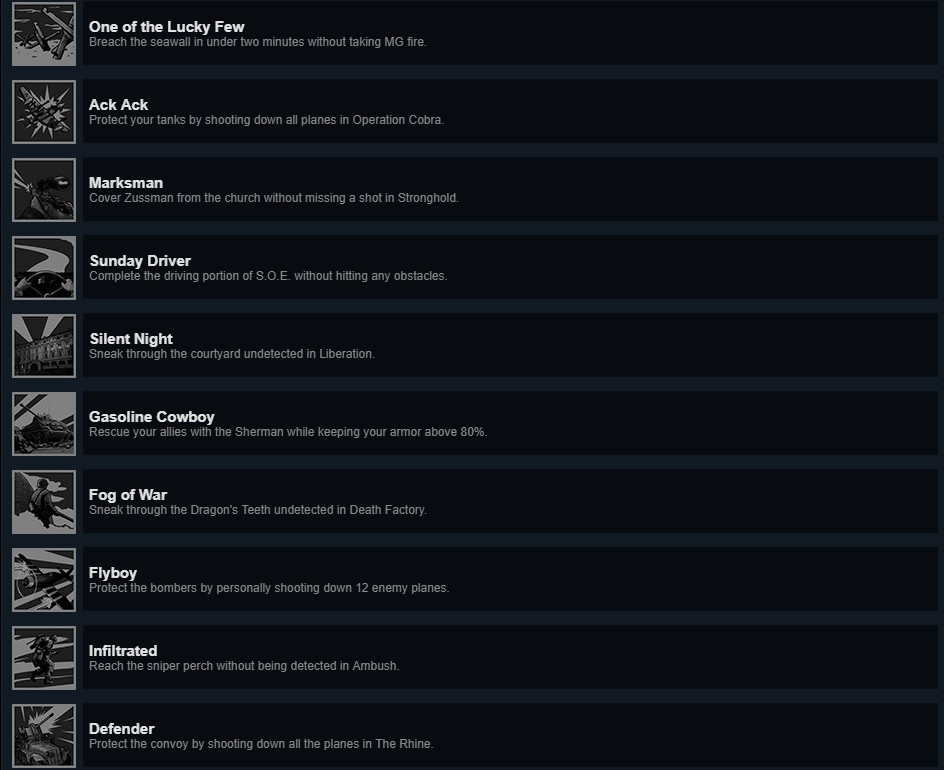 One of the Lucky Few
Breach the seawall in under two minutes without taking MG fire.
Ack Ack
Protect your tanks by shooting down all planes in Operation Cobra.
Marksman
Cover Zussman from the church without missing a shot in Stronghold.
Sunday Driver
Complete the driving portion of S.O.E. without hitting any obstacles.
Silent Night
Sneak through the courtyard undetected in Liberation.
Gasoline Cowboy
Rescue your allies with the Sherman while keeping your armor above 80%.
Fog of War
Sneak through the Dragon's Teeth undetected in Death Factory.
Flyboy
Protect the bombers by personally shooting down 12 enemy planes.
Infiltrated
Reach the sniper perch without being detected in Ambush.
Defender
Protect the convoy by shooting down all the planes in The Rhine.